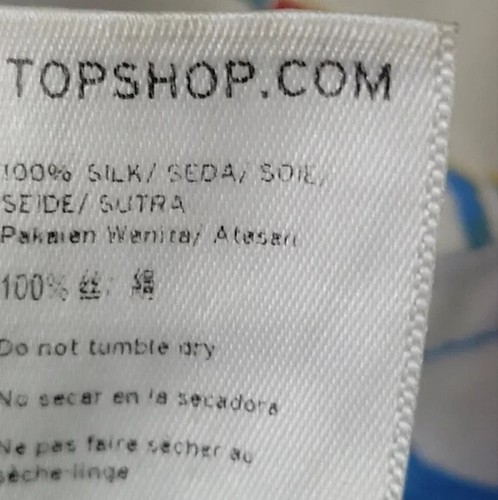 TOPSHOP.COM
100% SILK/ SEDA/ SOIE/
SEIDE/ SUTRA
Pakaian Wanita/ Atasan
100% 丝/ 絹
Do not tumble dry
No secar en la secadora
Ne pas faire sécher au
sèche-linge